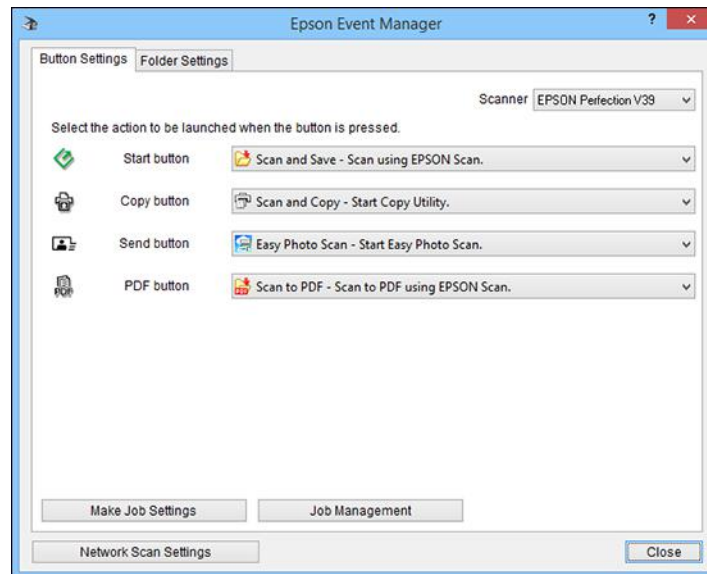 Epson Event Manager
?
×
Button Settings Folder Settings
Scanner EPSON Perfection V39
Select the action to be launched when the button is pressed.
Start button Scan and Save - Scan using EPSON Scan.
Copy button Scan and Copy - Start Copy Utility.
Send button Easy Photo Scan - Start Easy Photo Scan.
PDF PDF button PDF Scan to PDF - Scan to PDF using EPSON Scan.
Make Job Settings Job Management
Network Scan Settings Close